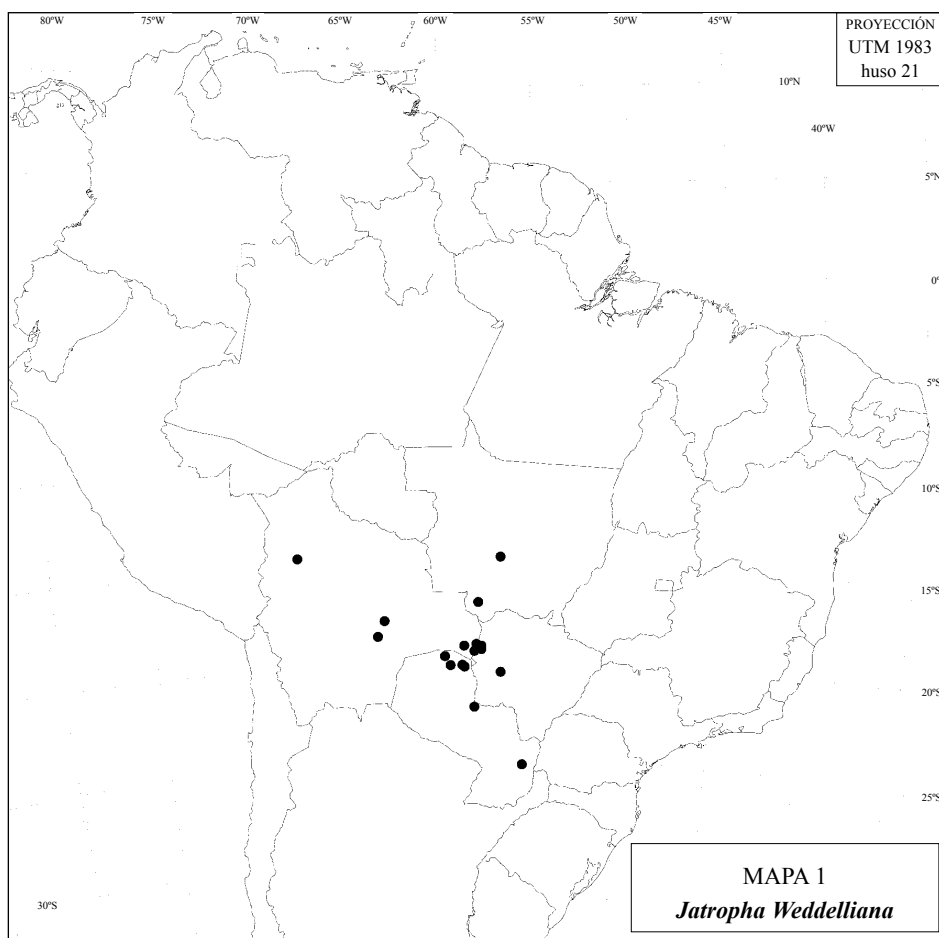 80ºW 75ºW 70ºW 65ºW 60ºW 55ºW 50ºW 45ºW
PROYECCIÓN
UTM 1983
huso 21
10ºN
40ºW
5ºN
0º
5ºS
10ºS
15ºS
20ºS
25ºS
30ºS
MAPA 1
Jatropha Weddelliana